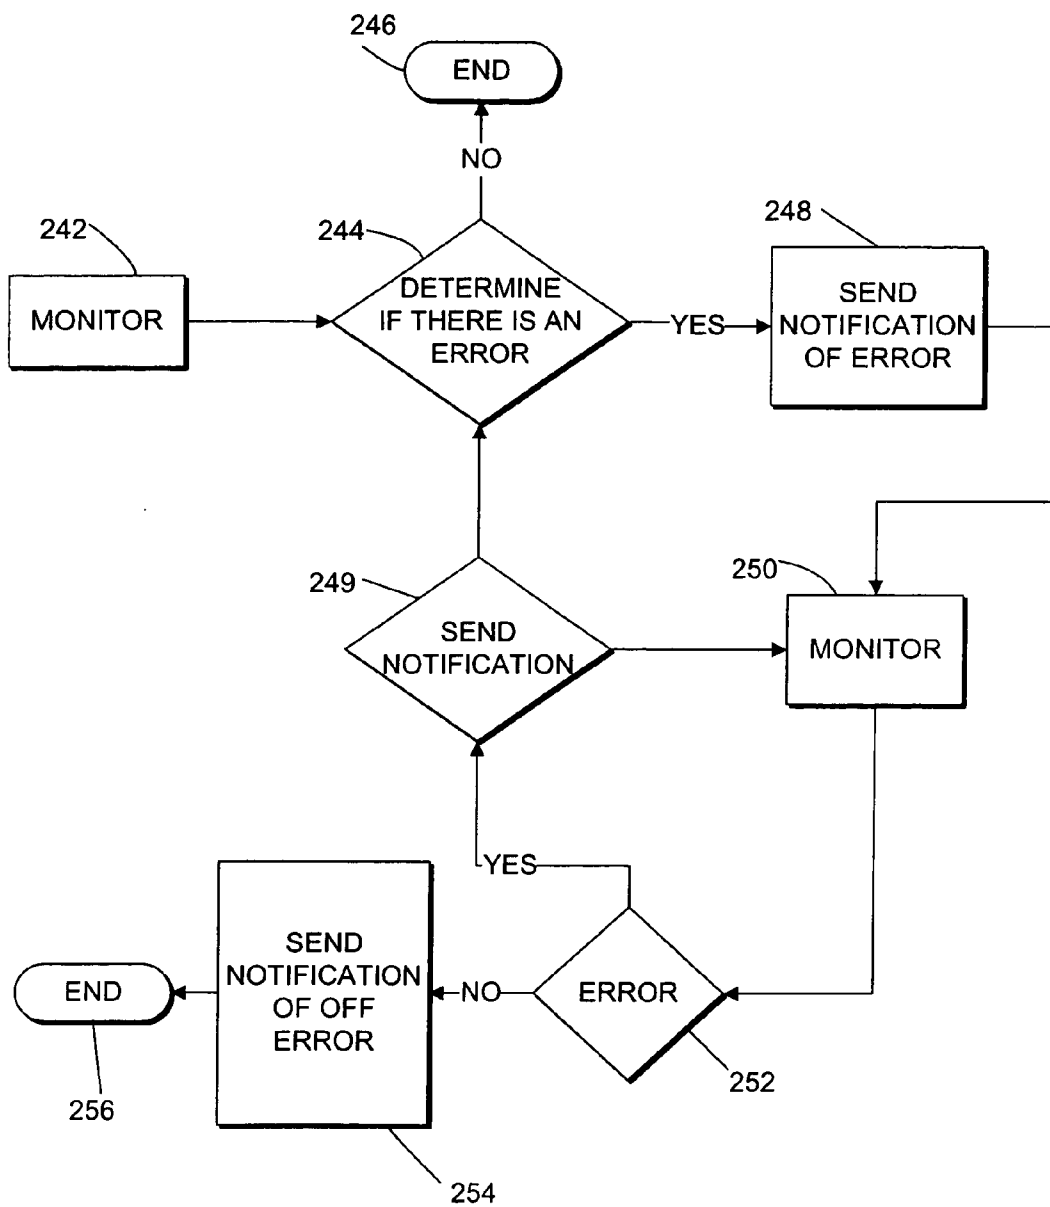 246
END
NO
242
244
248
MONITOR
DETERMINE
IF THERE IS AN
ERROR
YES
SEND
NOTIFICATION
OF ERROR
249
250
SEND
NOTIFICATION
MONITOR
YES
SEND
NOTIFICATION
OF OFF
ERROR
END
NO
ERROR
252
256
254